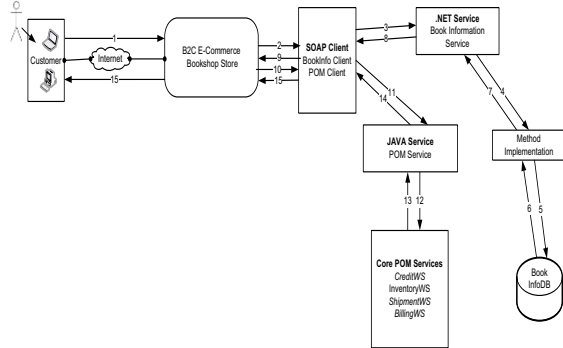 1
Customer
Internet
15
B2C E-Commerce
Bookshop Store
2
9
10
15
SOAP Client
BookInfo Client
POM Client
3
8
.NET Service
Book Information
Service
11
14
7
4
JAVA Service
POM Service
Method
Implementation
13
12
6
5
Core POM Services
CreditWS
InventoryWS
ShipmentWS
BillingWS
Book
InfoDB